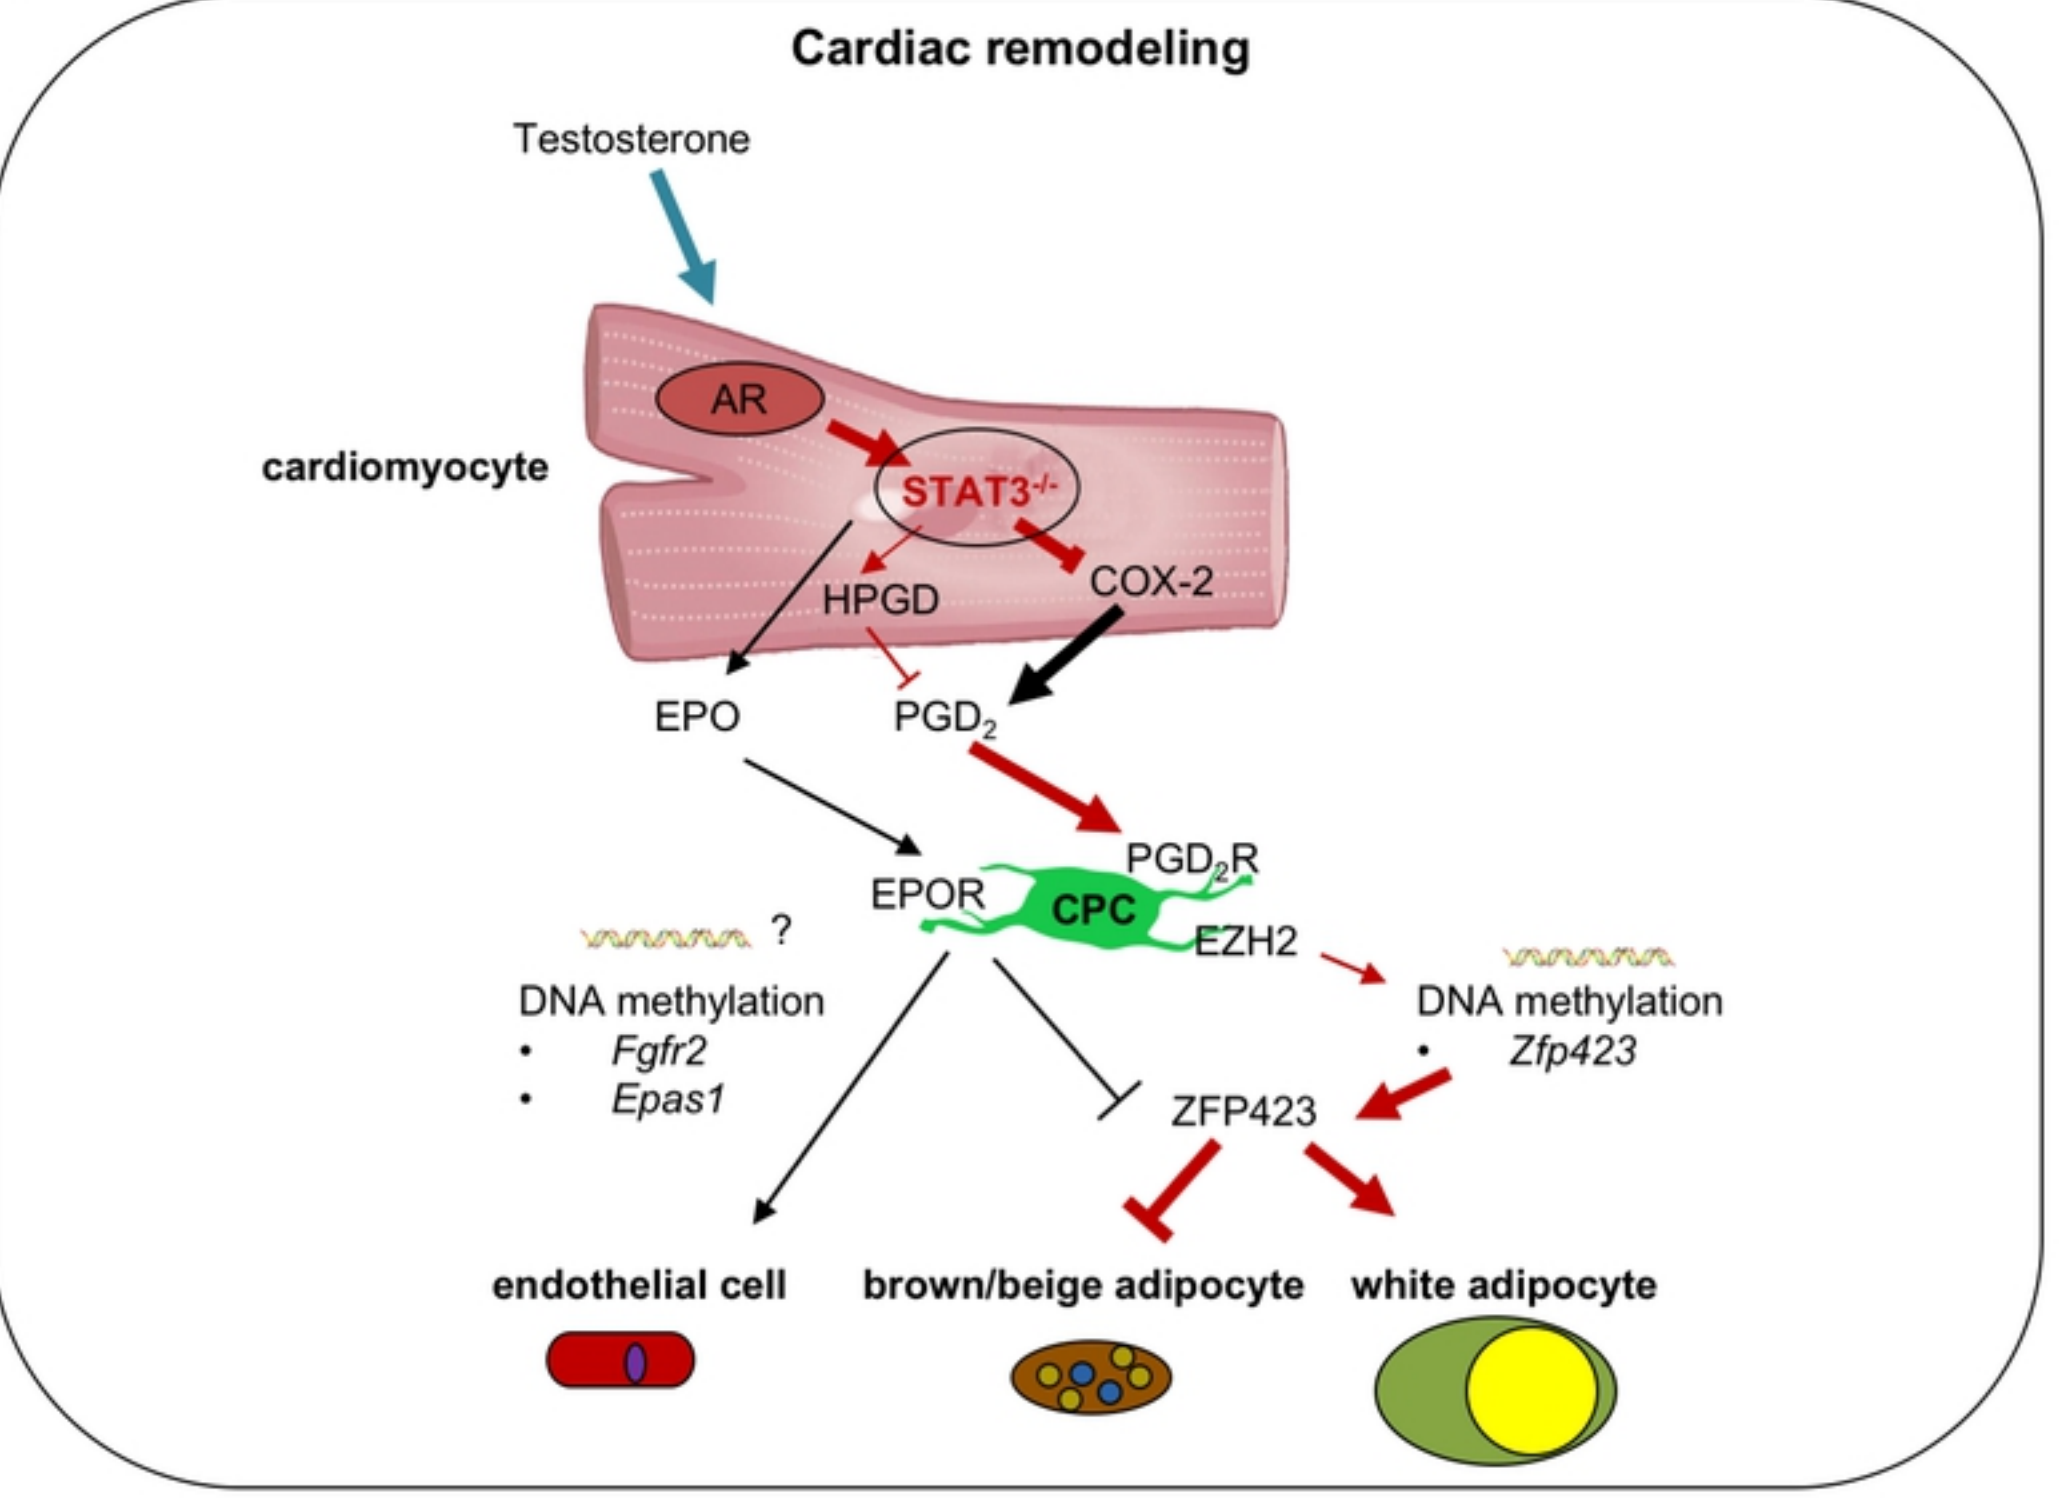 Cardiac remodeling
Testosterone
AR
cardiomyocyte
STAT3-/-
HPGD
COX-2
EPO
PGD2
PGD2R
EPOR
CPC
EZH2
?
DNA methylation
• Fgfr2
• Epas1
DNA methylation
• Zfp423
ZFP423
endothelial cell
brown/beige adipocyte
white adipocyte